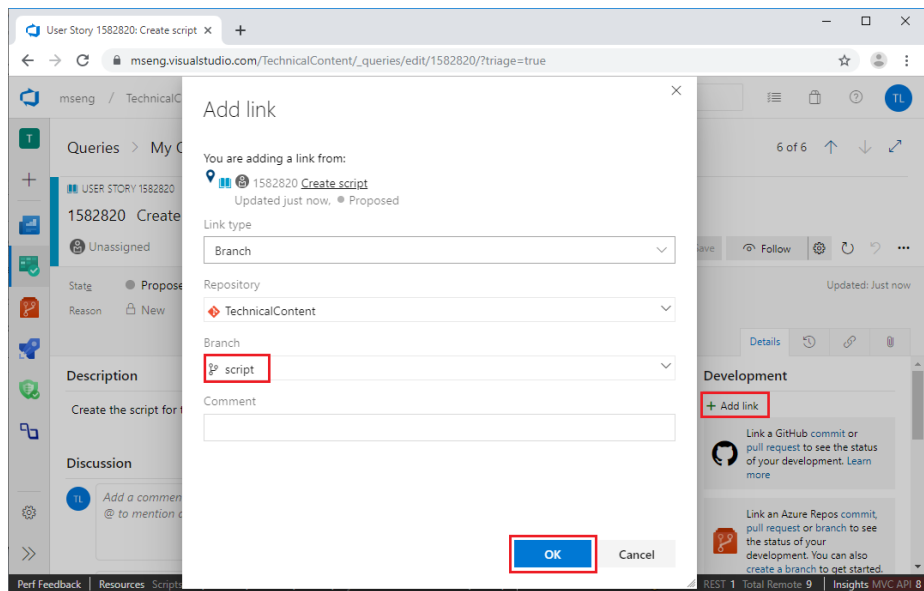 User Story 1582820: Create script
mseng.visualstudio.com/TechnicalContent/_queries/edit/1582820/?triage=true
mseng / TechnicalC
TL
T
Queries > My
6 of 6
USER STORY 1582820
1582820 Create
Unassigned
Follow
State Propose
Updated: Just now
Reason New
Details
Description
Create the script for
Discussion
TL
Add a commen
@ to mention
Add link
You are adding a link from:
1582820 Create script
Updated just now, Proposed
Link type
Branch
Repository
TechnicalContent
Branch
script
Comment
OK Cancel
Development
+ Add link
Link a GitHub commit or
pull request to see the status
of your development. Learn
more
Link an Azure Repos commit,
pull request or branch to see
the status of your
development. You can also
create a branch to get started.
Perf Feedback | Resources Scripts
REST 1 Total Remote 9 | Insights MVC API 8